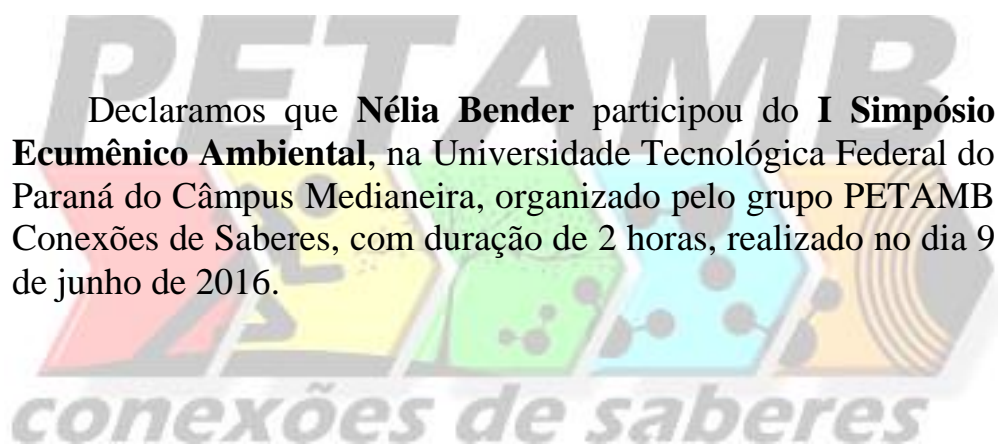 PETAMB
Declaramos que Nélia Bender participou do I Simpósio
Ecumênico Ambiental, na Universidade Tecnológica Federal do
Paraná do Câmpus Medianeira, organizado pelo grupo PETAMB
Conexões de Saberes, com duração de 2 horas, realizado no dia 9
de junho de 2016.
conexões de saberes